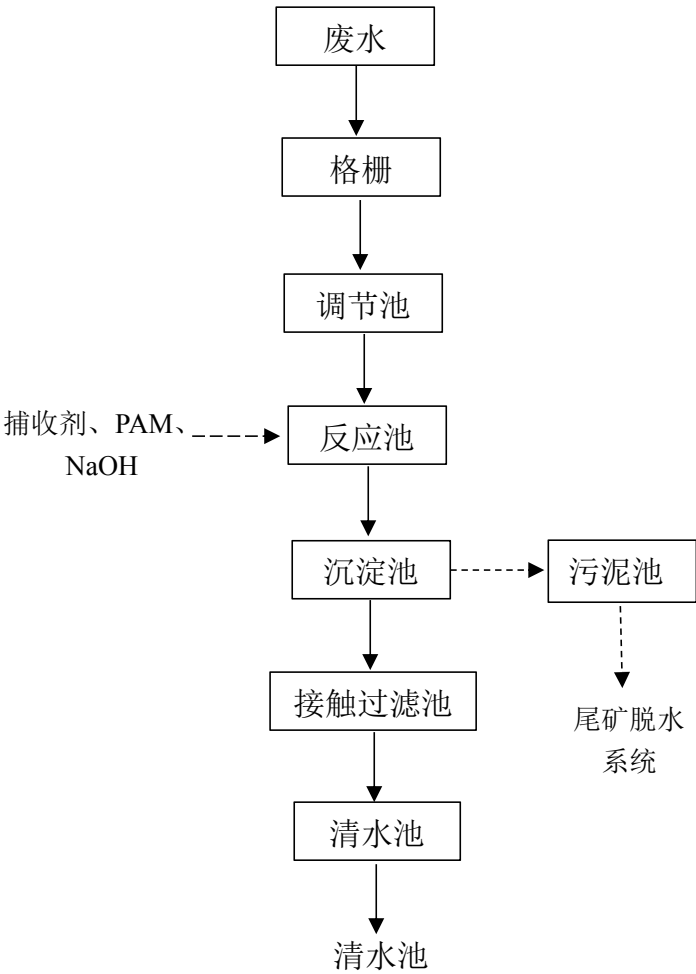 废水
格栅
调节池
捕收剂、PAM、
NaOH
反应池
沉淀池
污泥池
接触过滤池
尾矿脱水
系统
清水池
清水池